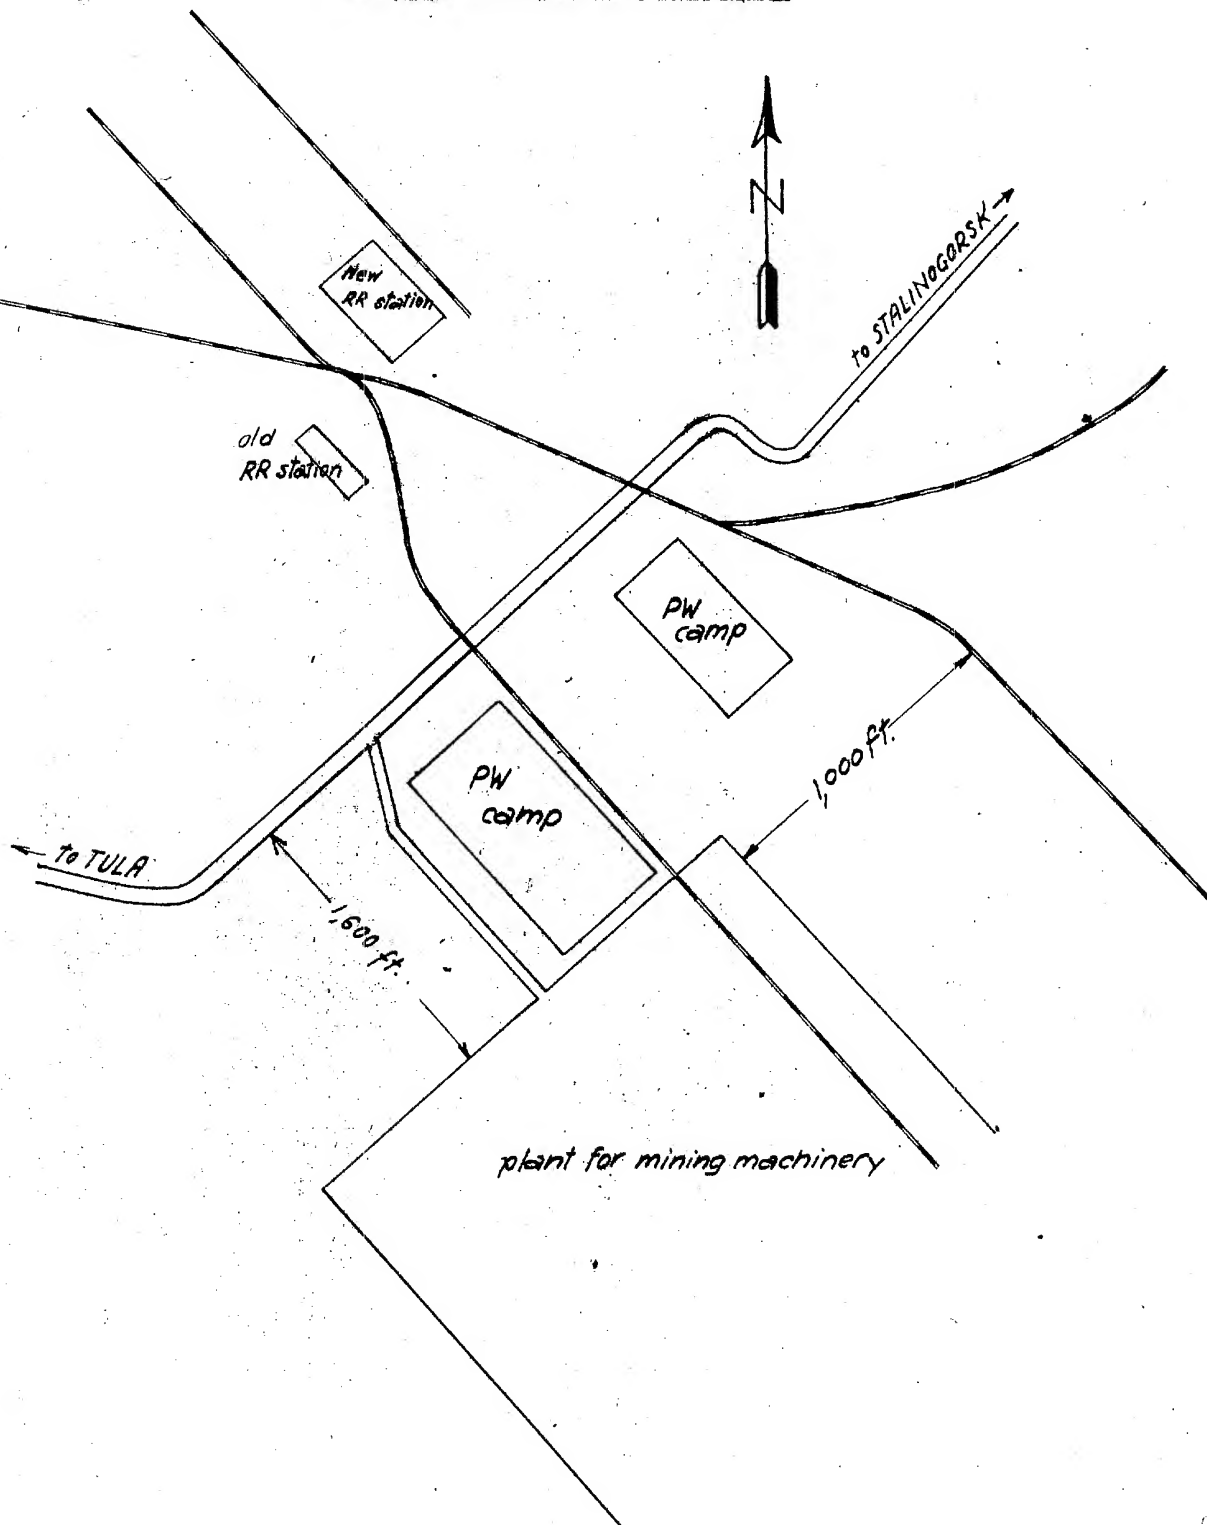 N
New
RR station
to STALINOGORSK
old
RR station
PW
camp
1,000 ft.
PW
camp
to TULA
1,600 ft.
plant for mining machinery